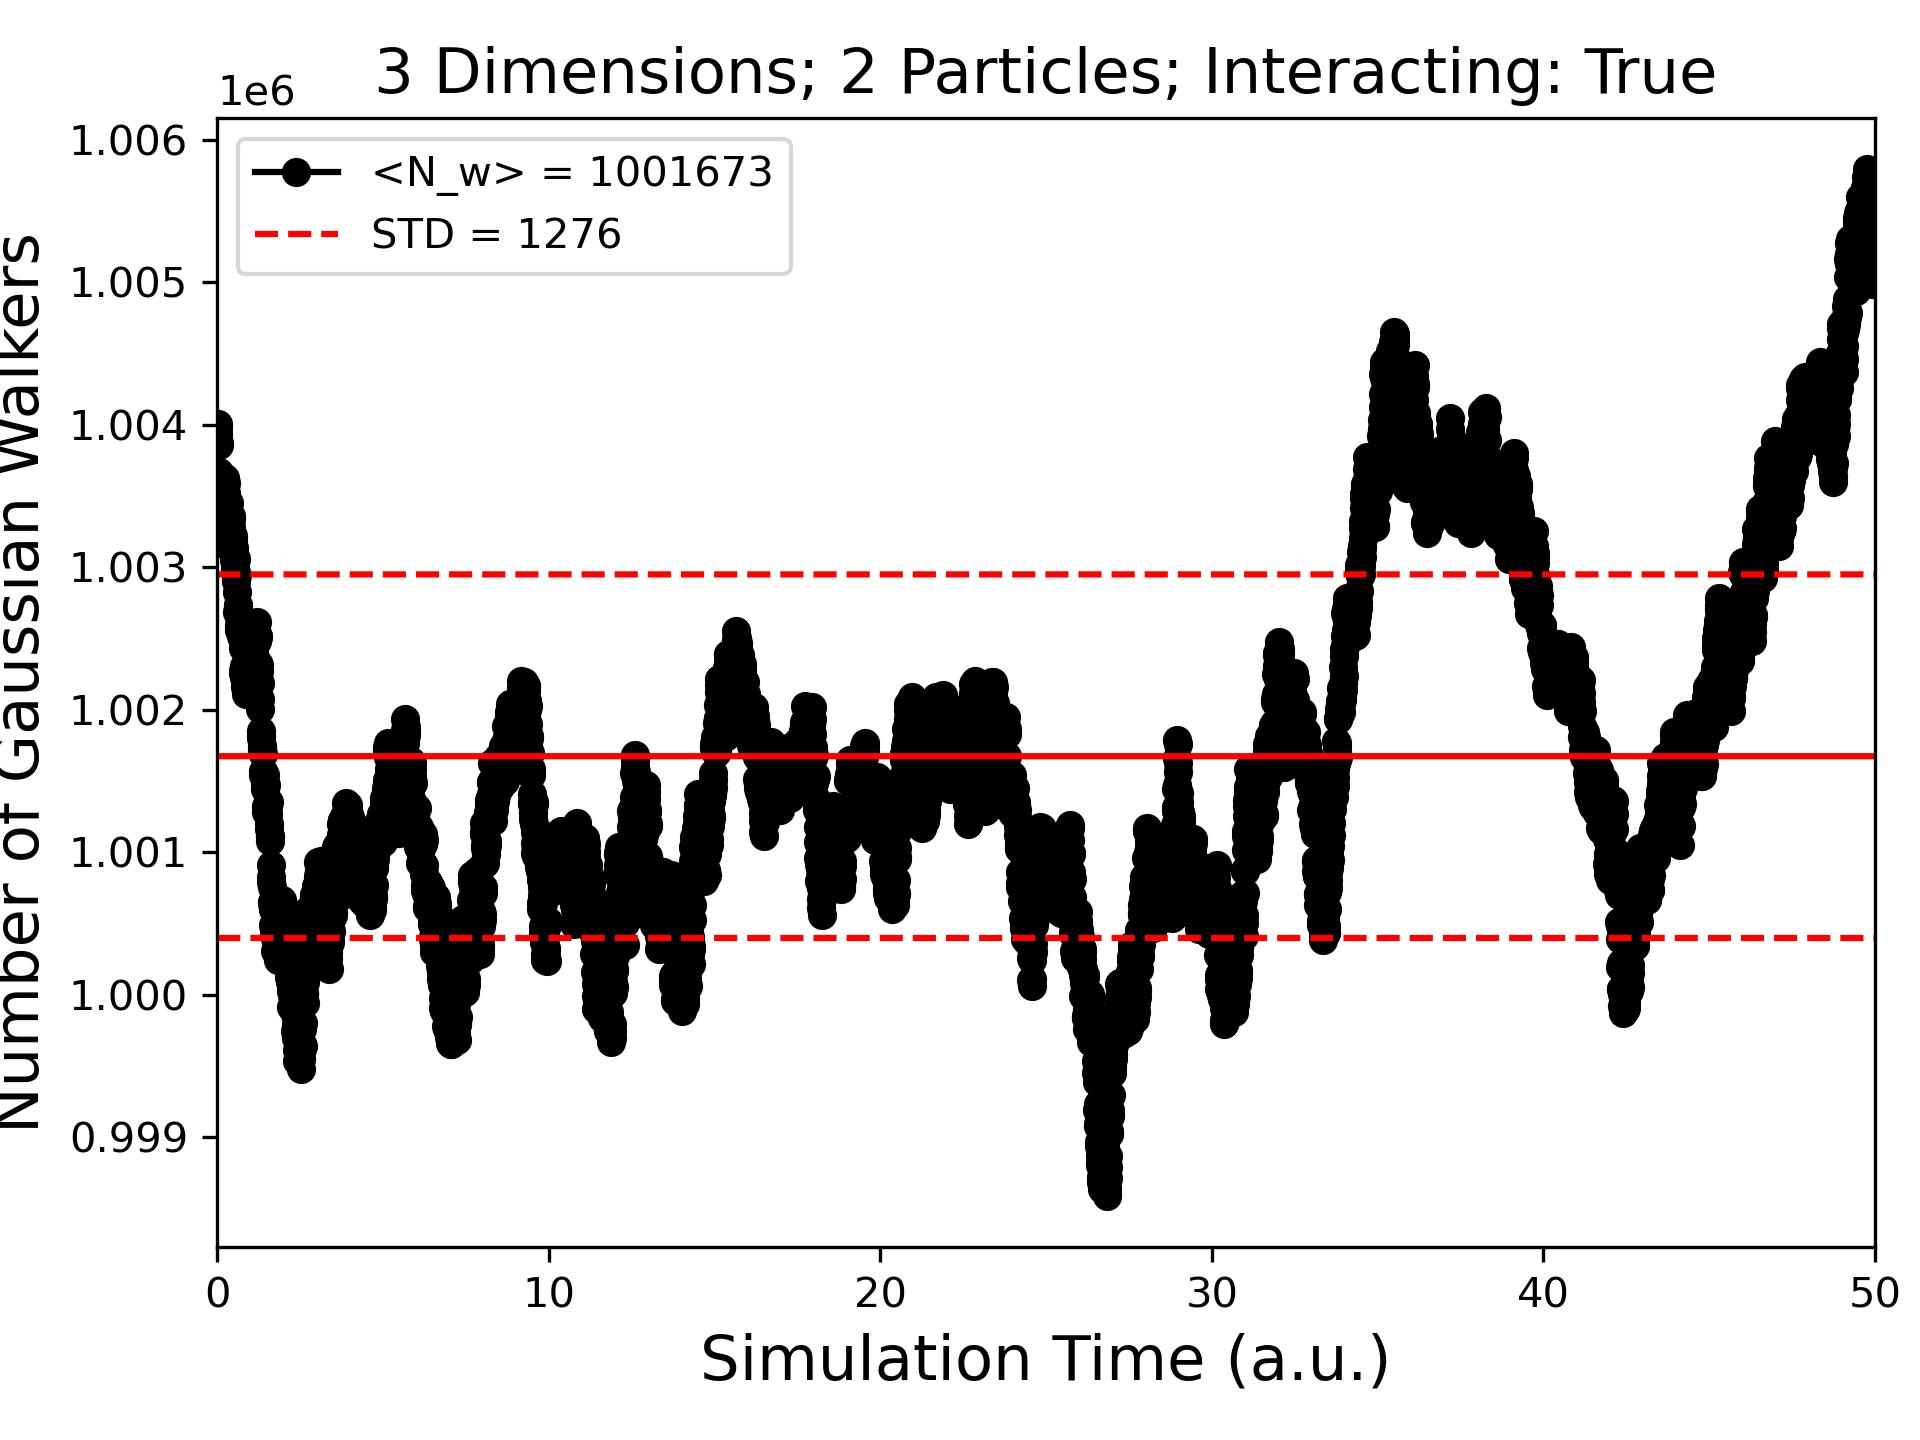 3 Dimensions; 2 Particles; Interacting: True
1e6
<N_w> = 1001673
STD = 1276
Number of Gaussian Walkers
1.006
1.005
1.004
1.003
1.002
1.001
1.000
0.999
0 10 20 30 40 50
Simulation Time (a.u.)